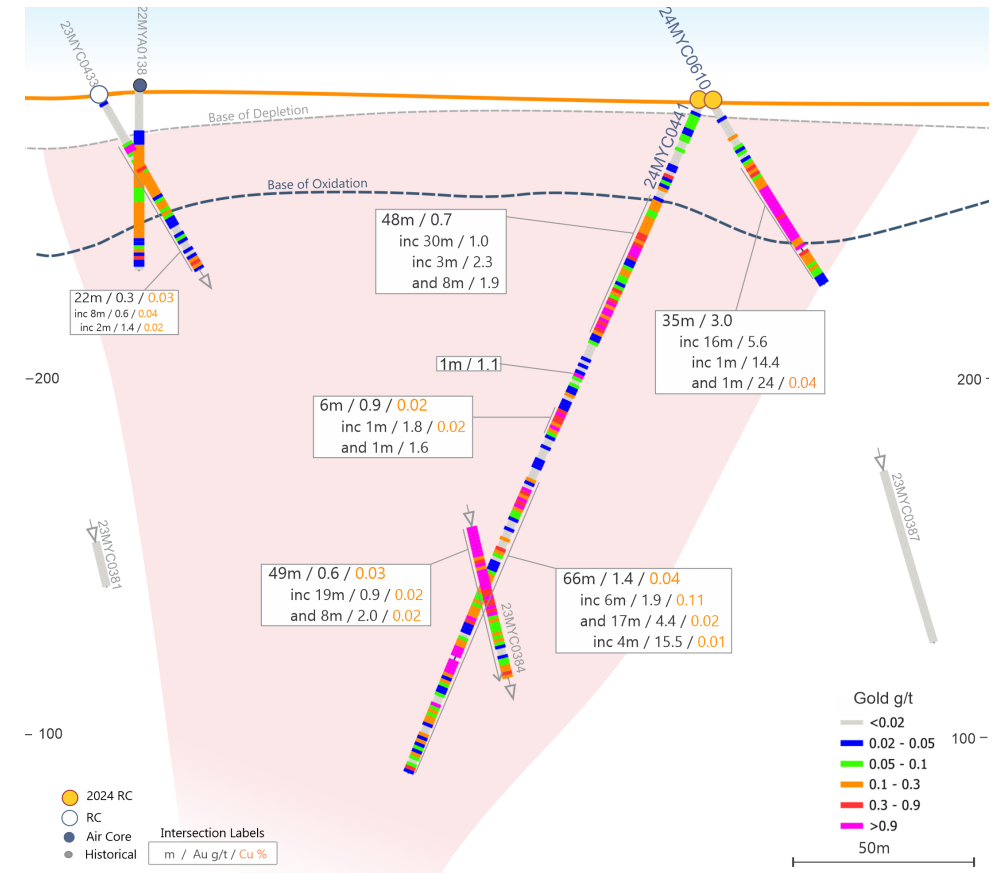 23MYC0433
22MYA0138
24MYC0610
24MYC0441
Base of Depletion
Base of Oxidation
48m / 0.7
inc 30m / 1.0
inc 3m / 2.3
and 8m / 1.9
22m / 0.3 / 0.03
inc 8m / 0.6 / 0.04
inc 2m / 1.4 / 0.02
35m / 3.0
inc 16m / 5.6
inc 1m / 14.4
and 1m / 24 / 0.04
1m / 1.1
–200
200 –
6m / 0.9 / 0.02
inc 1m / 1.8 / 0.02
and 1m / 1.6
23MYC0387
23MYC0381
49m / 0.6 / 0.03
inc 19m / 0.9 / 0.02
and 8m / 2.0 / 0.02
23MYC0384
66m / 1.4 / 0.04
inc 6m / 1.9 / 0.11
and 17m / 4.4 / 0.02
inc 4m / 15.5 / 0.01
– 100
100 –
Gold g/t
<0.02
0.02 - 0.05
0.05 - 0.1
0.1 - 0.3
0.3 - 0.9
>0.9
50m
2024 RC
RC
Air Core
Historical
Intersection Labels
m / Au g/t / Cu %